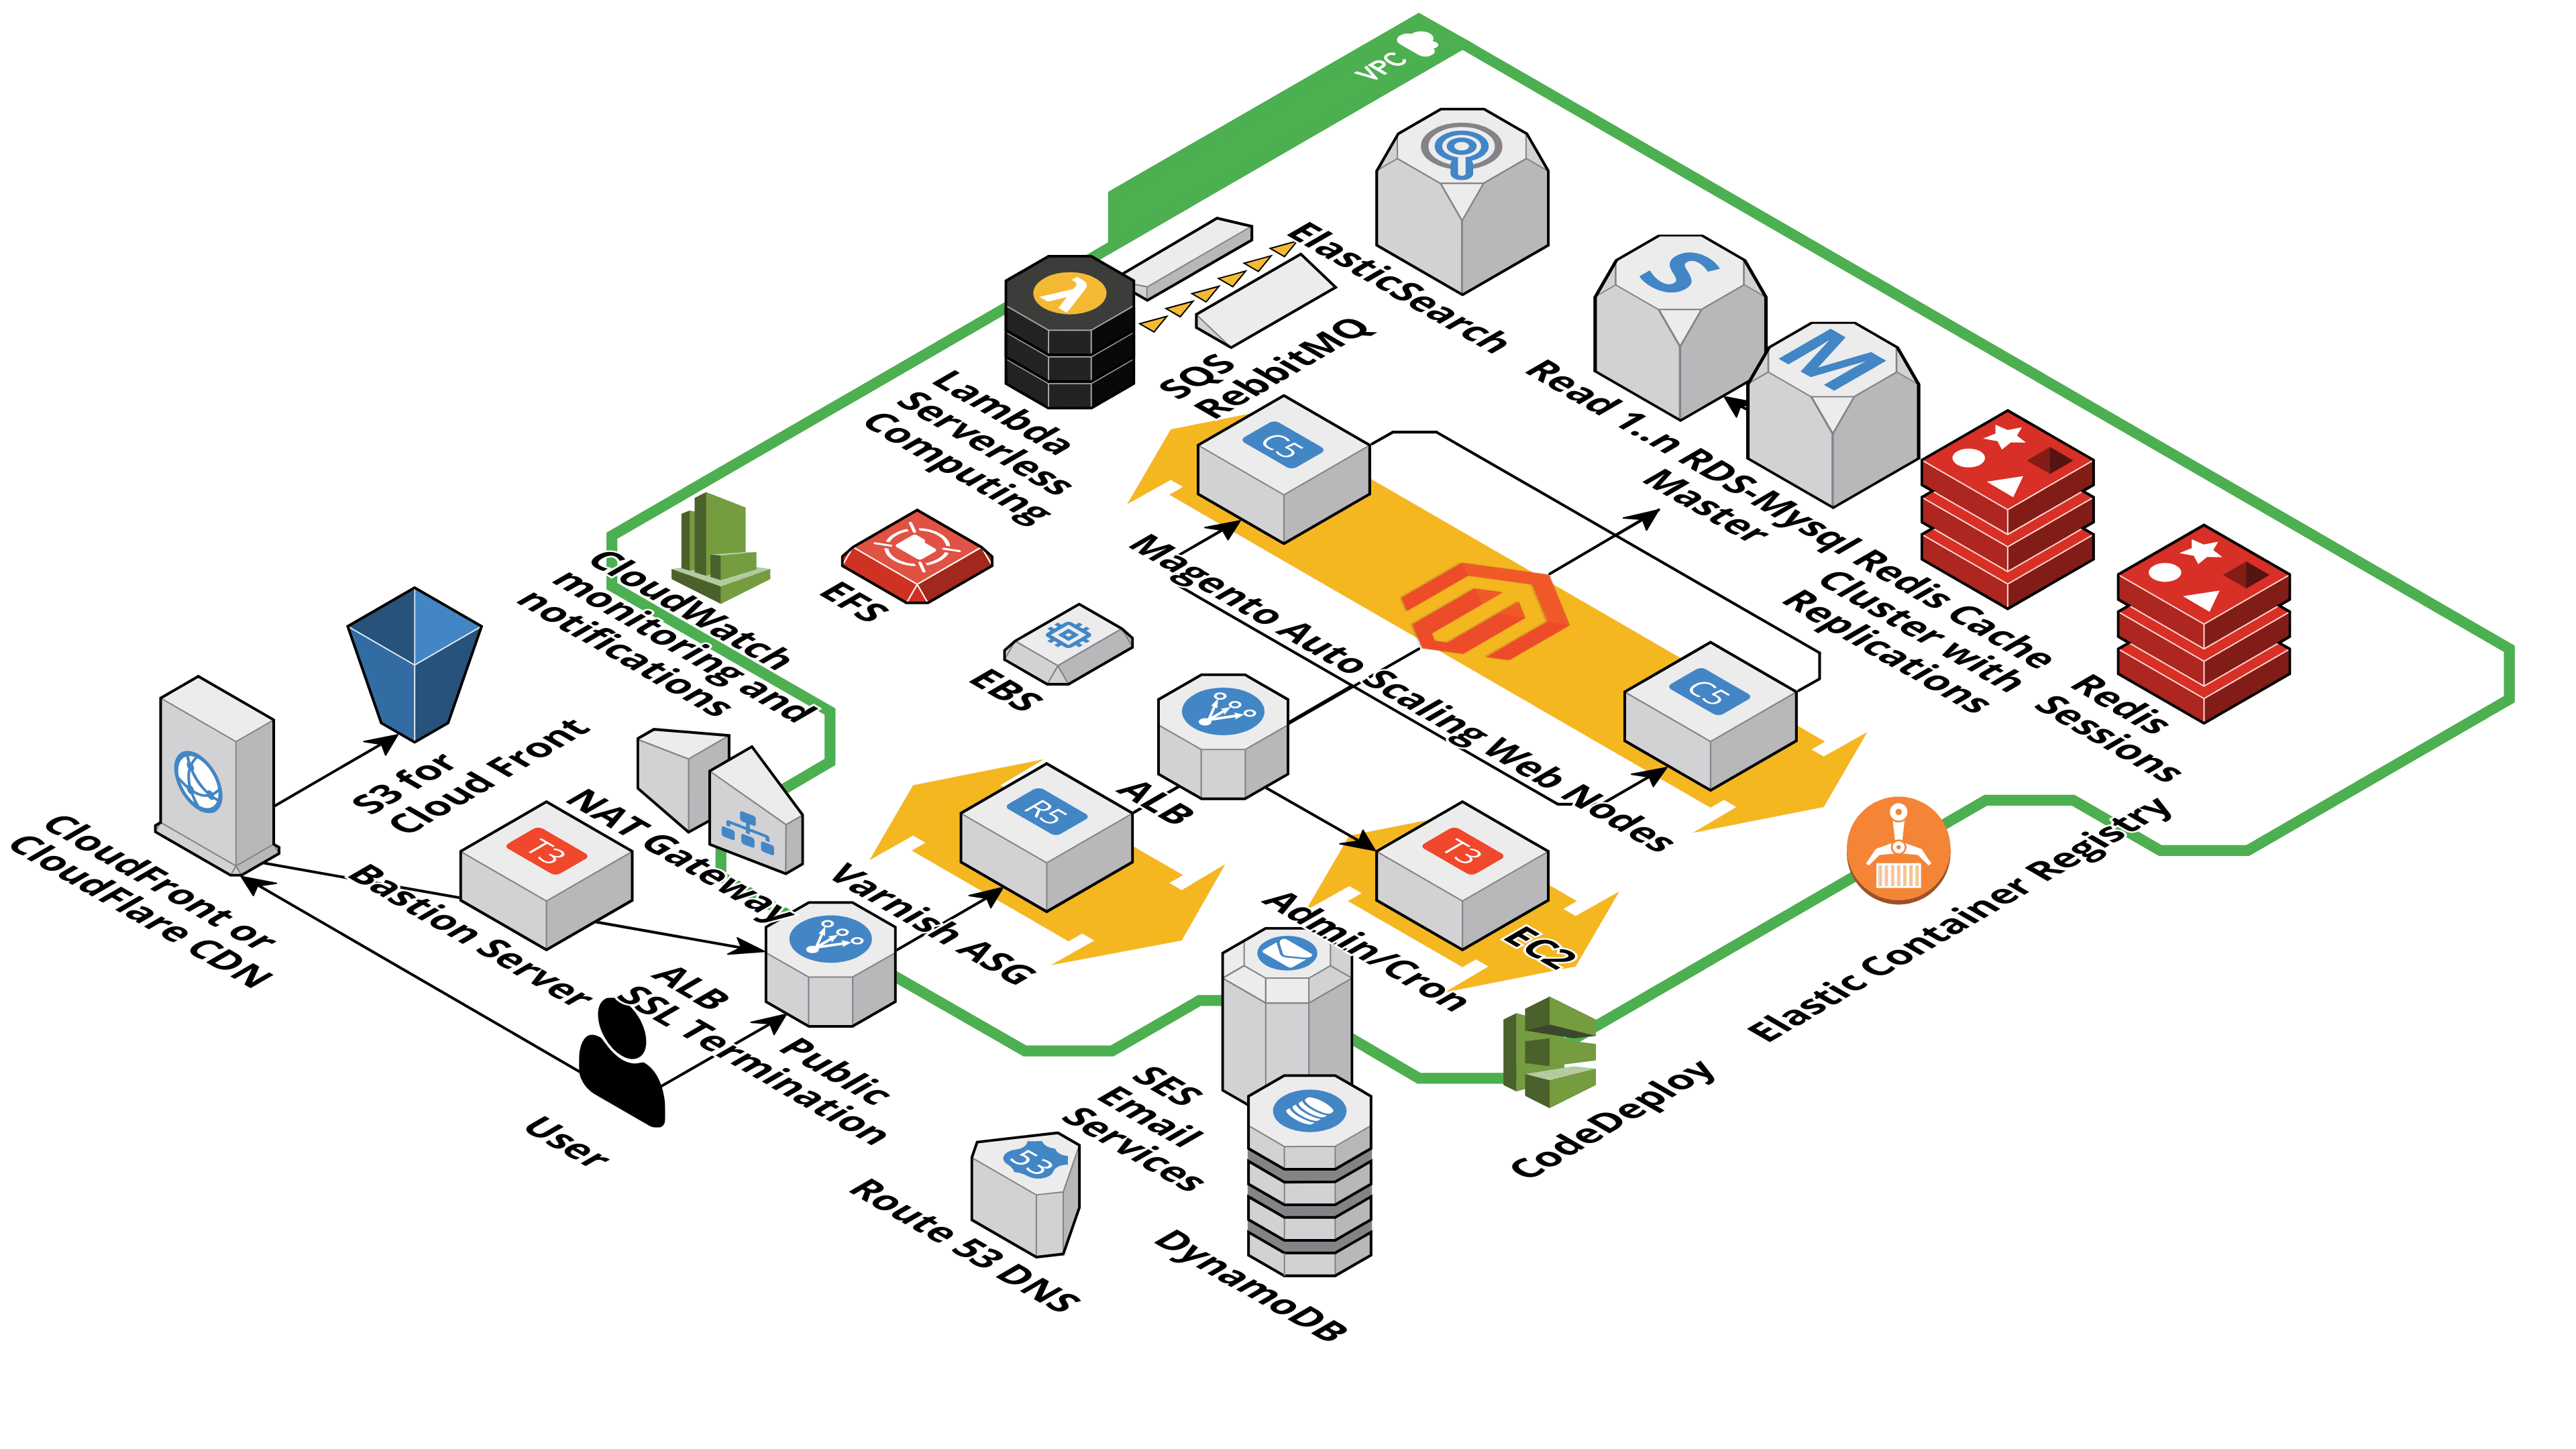 VPC
ElasticSearch
S
M
λ
SQS
RebbitMQ
Lambda
Serverless
Computing
C5
Read 1..n RDS-Mysql
Master
Redis Cache
Cluster with
Replications
Redis
Sessions
CloudWatch
monitoring and
notifications
EFS
EBS
Magento Auto Scaling Web Nodes
C5
S3 for
Cloud Front
CloudFront or
CloudFlare CDN
NAT Gateway
T3
Bastion Server
R5
ALB
Varnish ASG
T3
Admin/Cron
EC2
Elastic Container Registry
ALB
SSL Termination
Public
User
SES
Email
Services
CodeDeploy
53
Route 53 DNS
DynamoDB